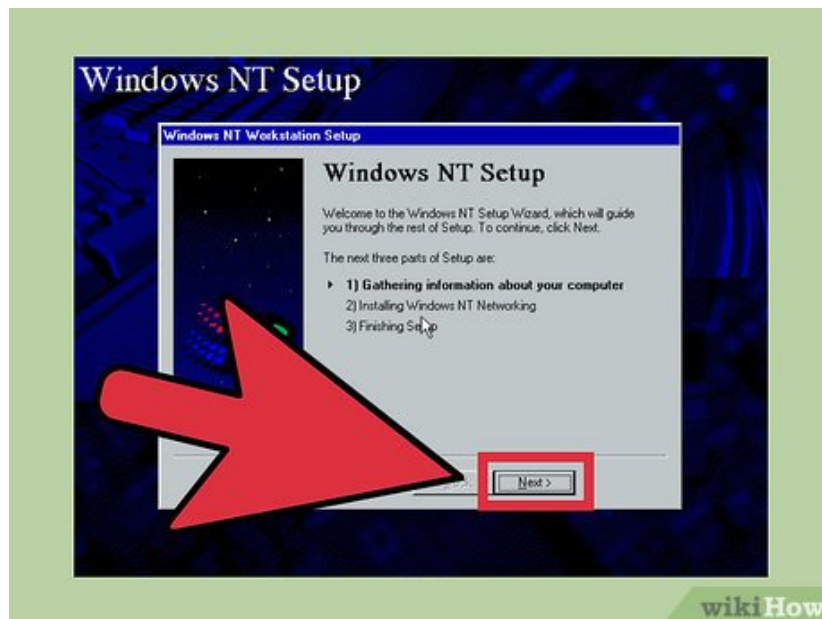 Windows NT Setup
Windows NT Workstation Setup
Windows NT Setup
Welcome to the Windows NT Setup Wizard, which will guide
you through the rest of Setup. To continue, click Next.
The next three parts of Setup are:
1) Gathering information about your computer
2) Installing Windows NT Networking
3) Finishing Setup
Next >
wikiHow